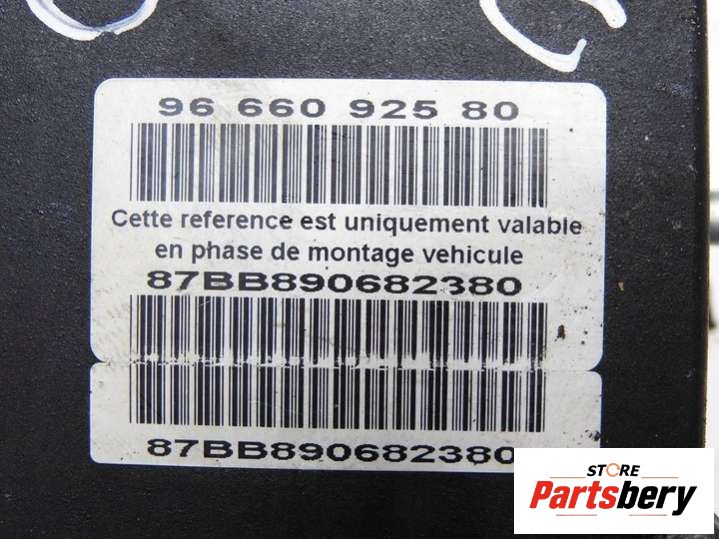 96 660 925 80
Cette reference est uniquement valable
en phase de montage vehicule
87BB890682380
87BB890682380
STORE
Partsbery